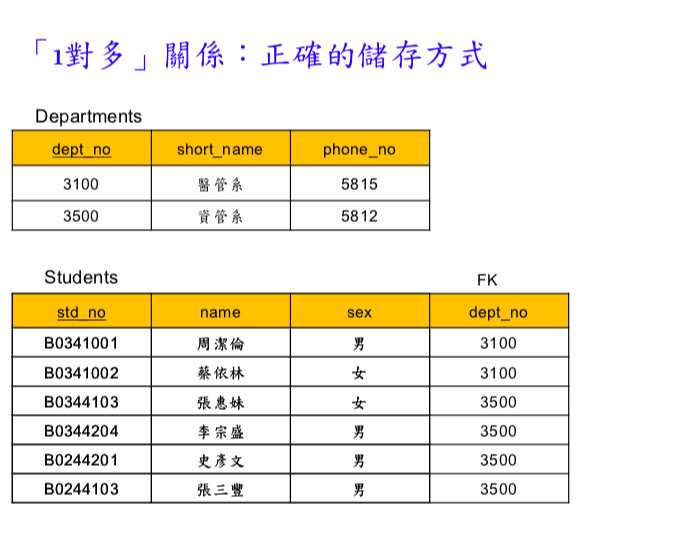 「1對多」關係：正確的儲存方式
Departments
dept_no short_name phone_no
3100 醫管系 5815
3500 資管系 5812
Students FK
std_no name sex dept_no
B0341001 周潔倫 男 3100
B0341002 蔡依林 女 3100
B0344103 張惠妹 女 3500
B0344204 李宗盛 男 3500
B0244201 史彥文 男 3500
B0244103 張三豐 男 3500